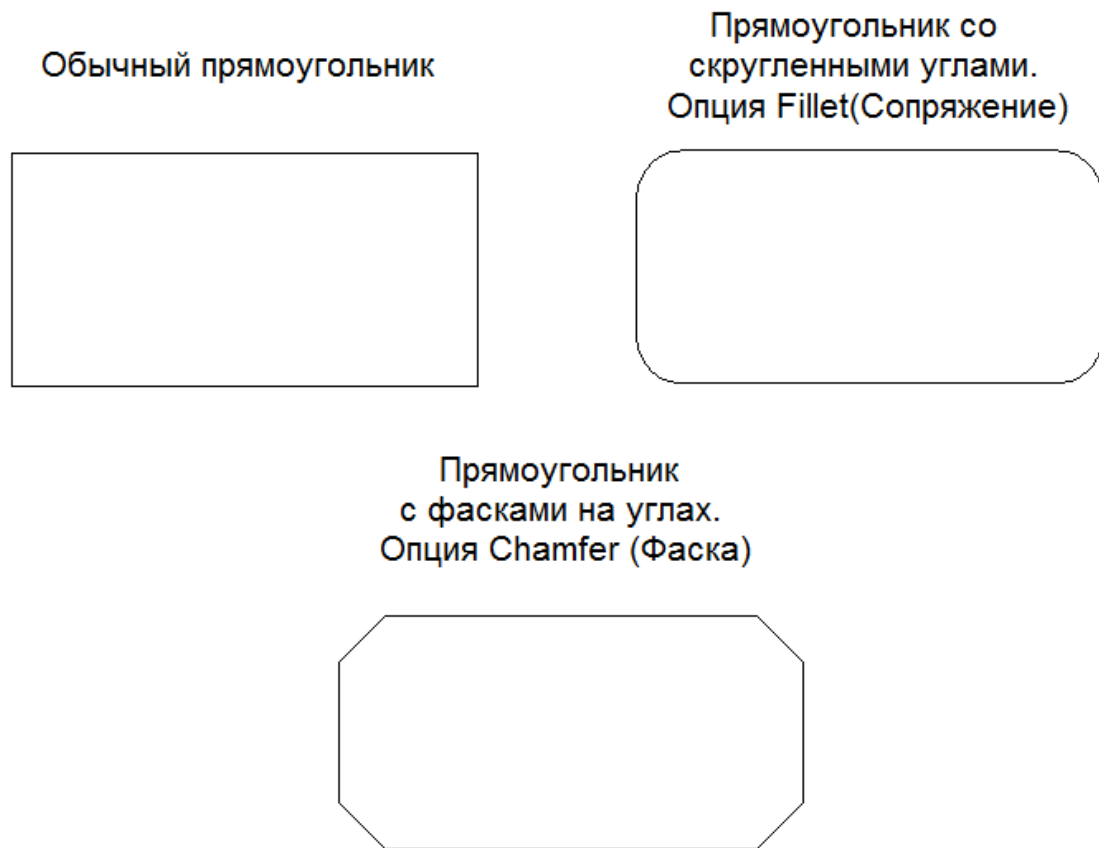 Обычный прямоугольник
Прямоугольник со
скругленными углами.
Опция Fillet(Сопряжение)
Прямоугольник
с фасками на углах.
Опция Chamfer (Фаска)